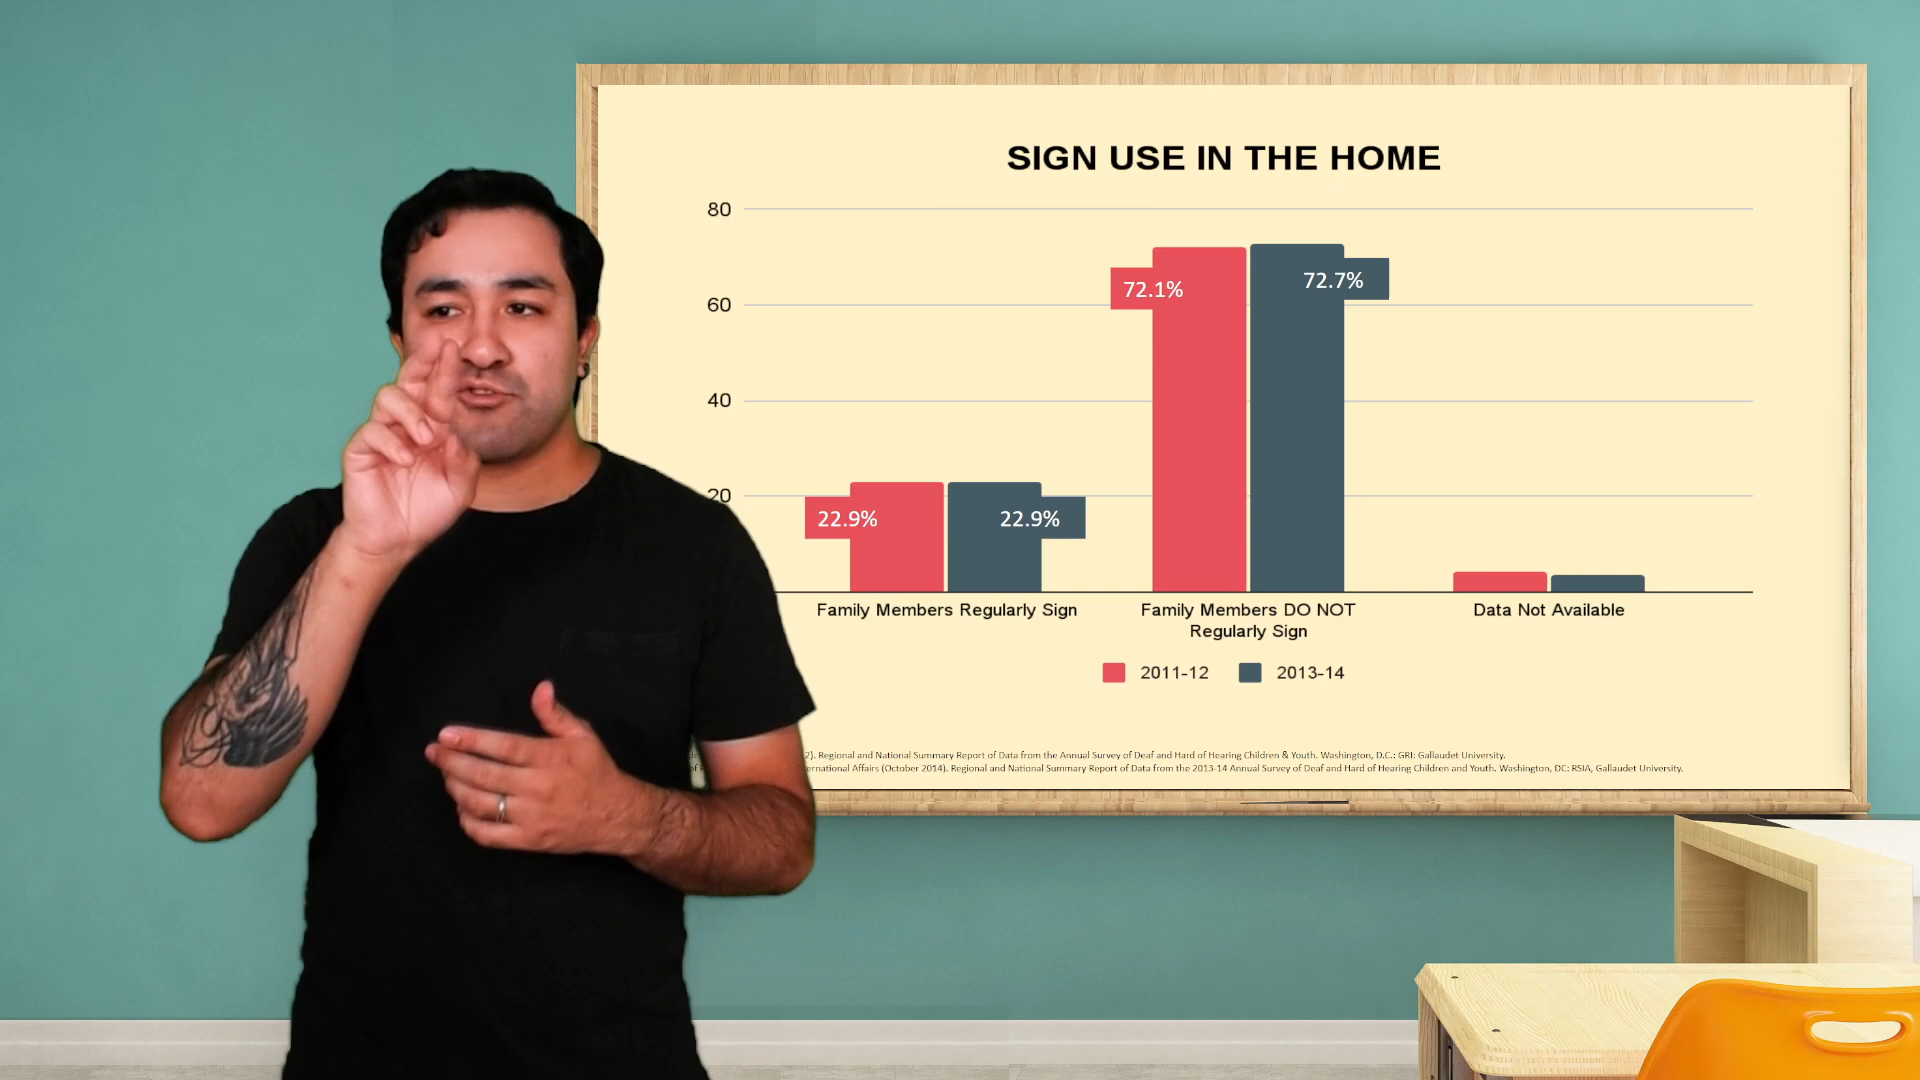 SIGN USE IN THE HOME
80
60
40
20
72.1%
72.7%
22.9%
22.9%
Family Members Regularly Sign
Family Members DO NOT
Regularly Sign
Data Not Available
2011-12
2013-14
2). Regional and National Summary Report of Data from the Annual Survey of Deaf and Hard of Hearing Children & Youth. Washington, D.C.: GRI: Gallaudet University.
of
ernational Affairs (October 2014). Regional and National Summary Report of Data from the 2013-14 Annual Survey of Deaf and Hard of Hearing Children and Youth. Washington, DC: RSIA, Gallaudet University.